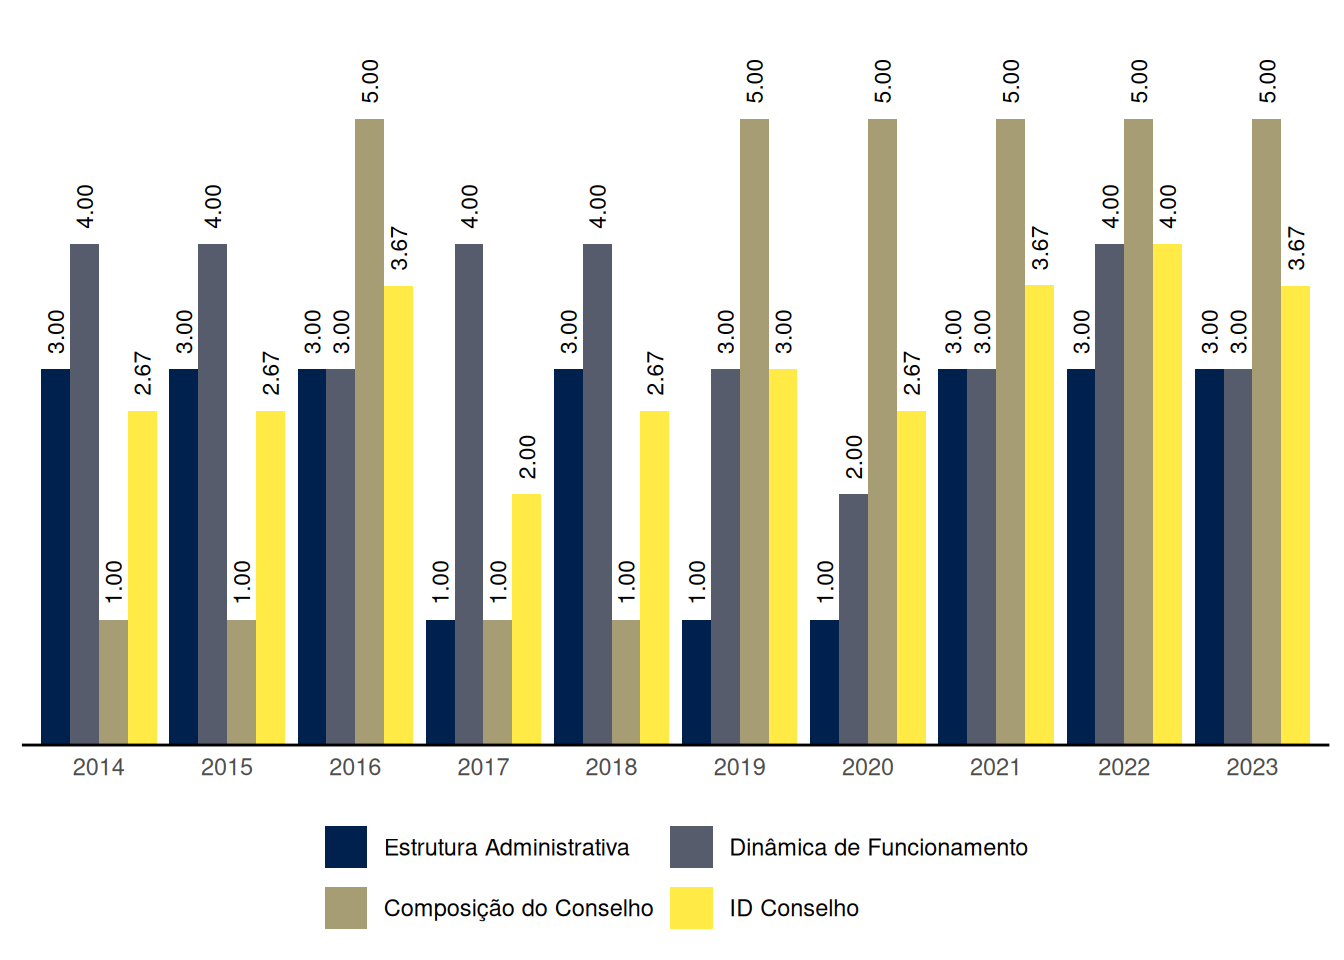 5.00 5.00 5.00 5.00 5.00 5.00
4.00 4.00 4.00 4.00 4.00 4.00
3.67 3.67 3.67
3.00 3.00 3.00 3.00 3.00 3.00 3.00 3.00 3.00 3.00 3.00 3.00
2.67 2.67 2.67 2.67
2.00 2.00
1.00 1.00 1.00 1.00 1.00 1.00 1.00
2014 2015 2016 2017 2018 2019 2020 2021 2022 2023
Estrutura Administrativa Dinâmica de Funcionamento
Composição do Conselho ID Conselho